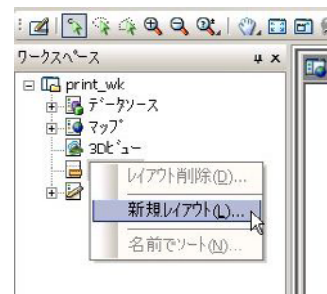 ワークスペース
print_wk
データソース
マップ
3Dビュー
レイアウト削除(D)...
新規レイアウト(L)...
名前でソート(N)...